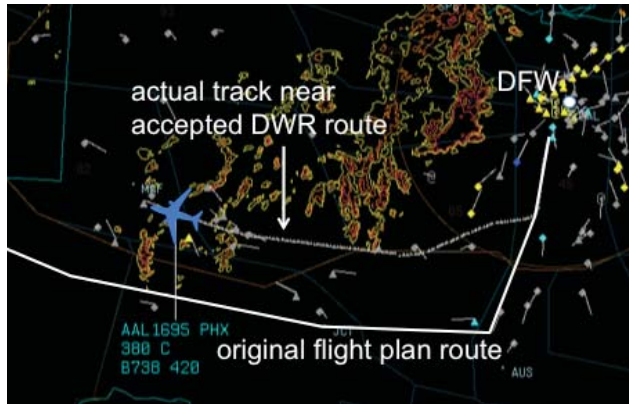 DFW
actual track near
accepted DWR route
AAL1695 PHX
380 C
B738 420
original flight plan route
JCT
AUS